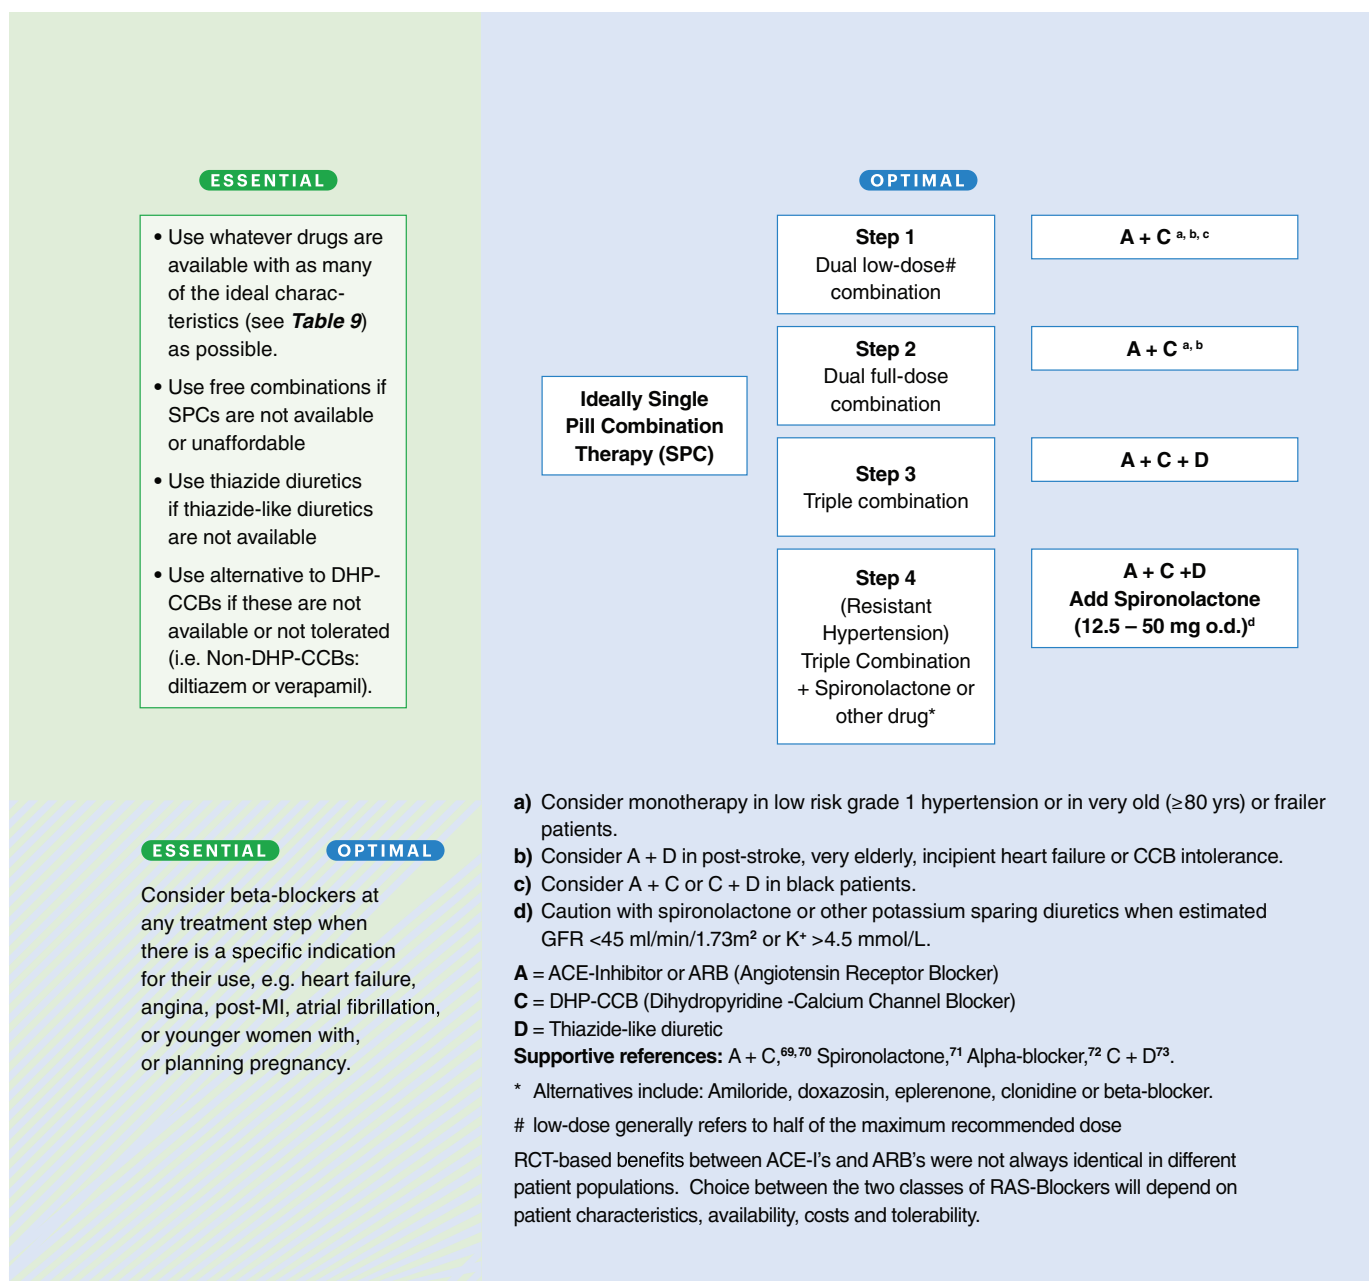 ESSENTIAL
• Use whatever drugs are
available with as many
of the ideal charac-
teristics (see Table 9)
as possible.
• Use free combinations if
SPCs are not available
or unaffordable
• Use thiazide diuretics
if thiazide-like diuretics
are not available
• Use alternative to DHP-
CCBs if these are not
available or not tolerated
(i.e. Non-DHP-CCBs:
diltiazem or verapamil).
OPTIMAL
Ideally Single
Pill Combination
Therapy (SPC)
Step 1
Dual low-dose#
combination
A + C a, b, c
Step 2
Dual full-dose
combination
A + C a, b
Step 3
Triple combination
A + C + D
Step 4
(Resistant
Hypertension)
Triple Combination
+ Spironolactone or
other drug*
A + C +D
Add Spironolactone
(12.5 – 50 mg o.d.)d
ESSENTIAL OPTIMAL
Consider beta-blockers at
any treatment step when
there is a specific indication
for their use, e.g. heart failure,
angina, post-MI, atrial fibrillation,
or younger women with,
or planning pregnancy.
a) Consider monotherapy in low risk grade 1 hypertension or in very old (≥80 yrs) or frailer
patients.
b) Consider A + D in post-stroke, very elderly, incipient heart failure or CCB intolerance.
c) Consider A + C or C + D in black patients.
d) Caution with spironolactone or other potassium sparing diuretics when estimated
GFR <45 ml/min/1.73m² or K⁺ >4.5 mmol/L.
A = ACE-Inhibitor or ARB (Angiotensin Receptor Blocker)
C = DHP-CCB (Dihydropyridine -Calcium Channel Blocker)
D = Thiazide-like diuretic
Supportive references: A + C,69,70 Spironolactone,71 Alpha-blocker,72 C + D73.
* Alternatives include: Amiloride, doxazosin, eplerenone, clonidine or beta-blocker.
# low-dose generally refers to half of the maximum recommended dose
RCT-based benefits between ACE-I's and ARB's were not always identical in different
patient populations. Choice between the two classes of RAS-Blockers will depend on
patient characteristics, availability, costs and tolerability.